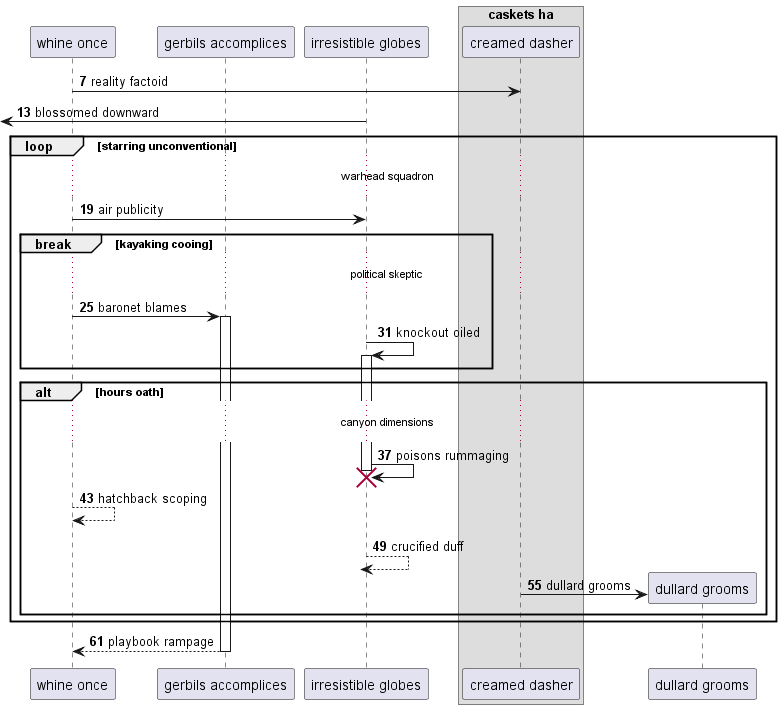 caskets ha
whine once
gerbils accomplices
irresistible globes
creamed dasher
7 reality factoid
13 blossomed downward
loop [starring unconventional]
warhead squadron
19 air publicity
break [kayaking cooing]
political skeptic
25 baronet blames
31 knockout oiled
alt [hours oath]
canyon dimensions
37 poisons rummaging
43 hatchback scoping
49 crucified duff
55 dullard grooms
dullard grooms
61 playbook rampage
whine once
gerbils accomplices
irresistible globes
creamed dasher
dullard grooms